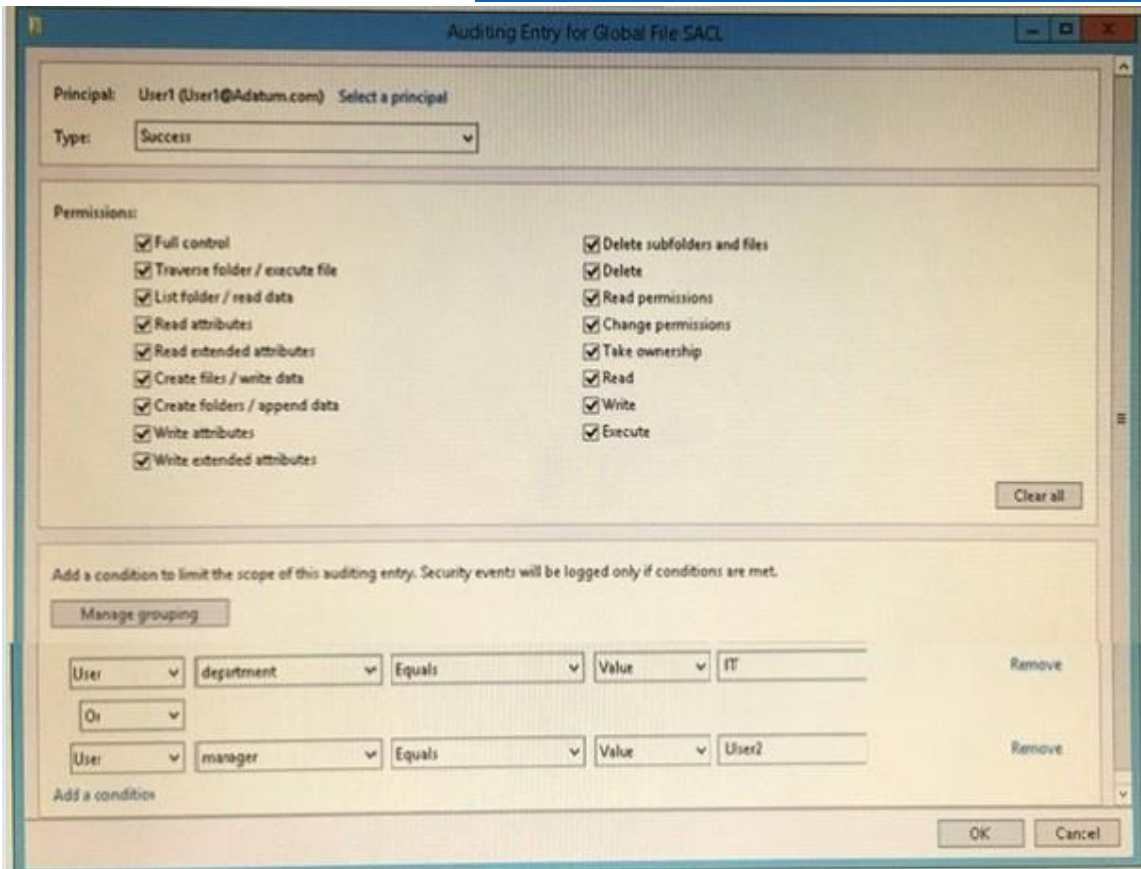 Auditing Entry for Global File SACL
Principal: User1 (User1@Adatum.com) Select a principal
Type: Success
Permissions:
Full control
Traverse folder / execute file
List folder / read data
Read attributes
Read extended attributes
Create files / write data
Create folders / append data
Write attributes
Write extended attributes
Delete subfolders and files
Delete
Read permissions
Change permissions
Take ownership
Read
Write
Execute
Clear all
Add a condition to limit the scope of this auditing entry. Security events will be logged only if conditions are met.
Manage grouping
User department Equals Value IT Remove
Or
User manager Equals Value User2 Remove
Add a condition
OK Cancel